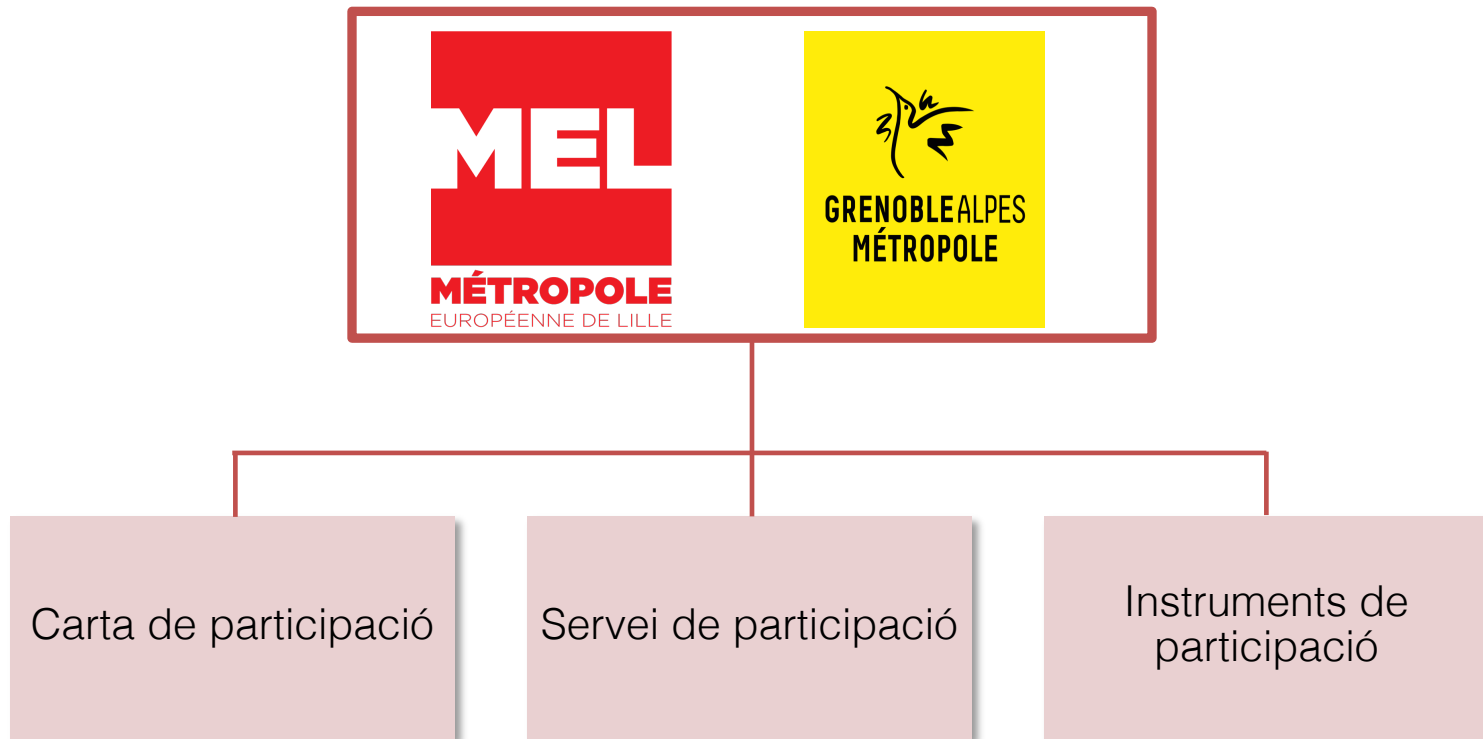 MEL
MÉTROPOLE
EUROPÉENNE DE LILLE
GRENOBLEALPES
MÉTROPOLE
Carta de participació
Servei de participació
Instruments de
participació